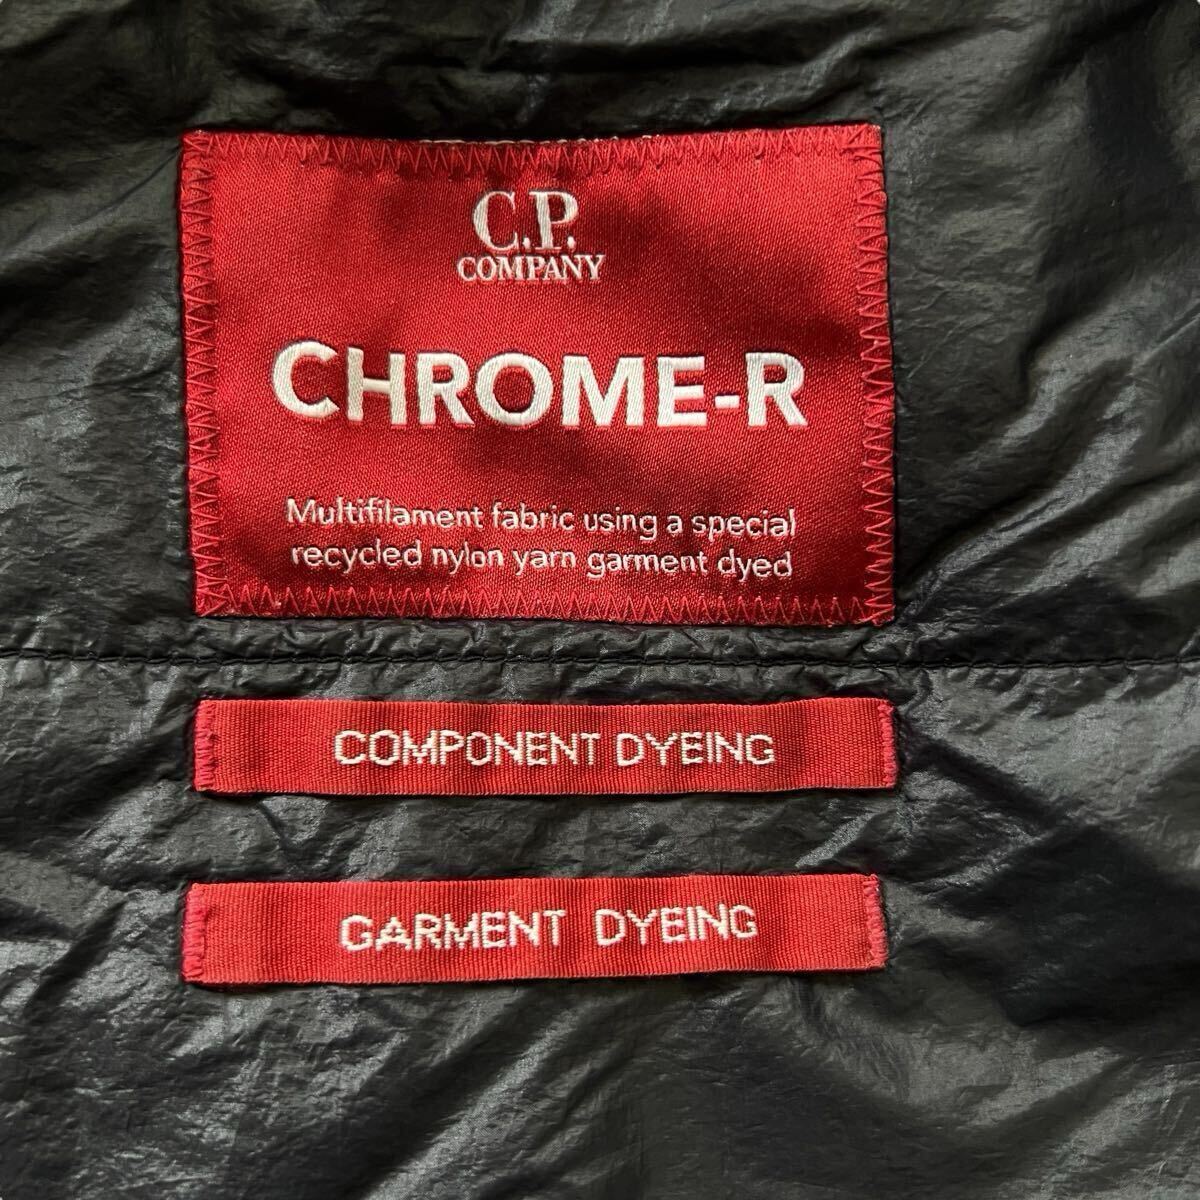 C.P.
COMPANY
CHROME-R
Multifilament fabric using a special
recycled nylon yarn garment dyed
COMPONENT DYEING
GARMENT DYEING